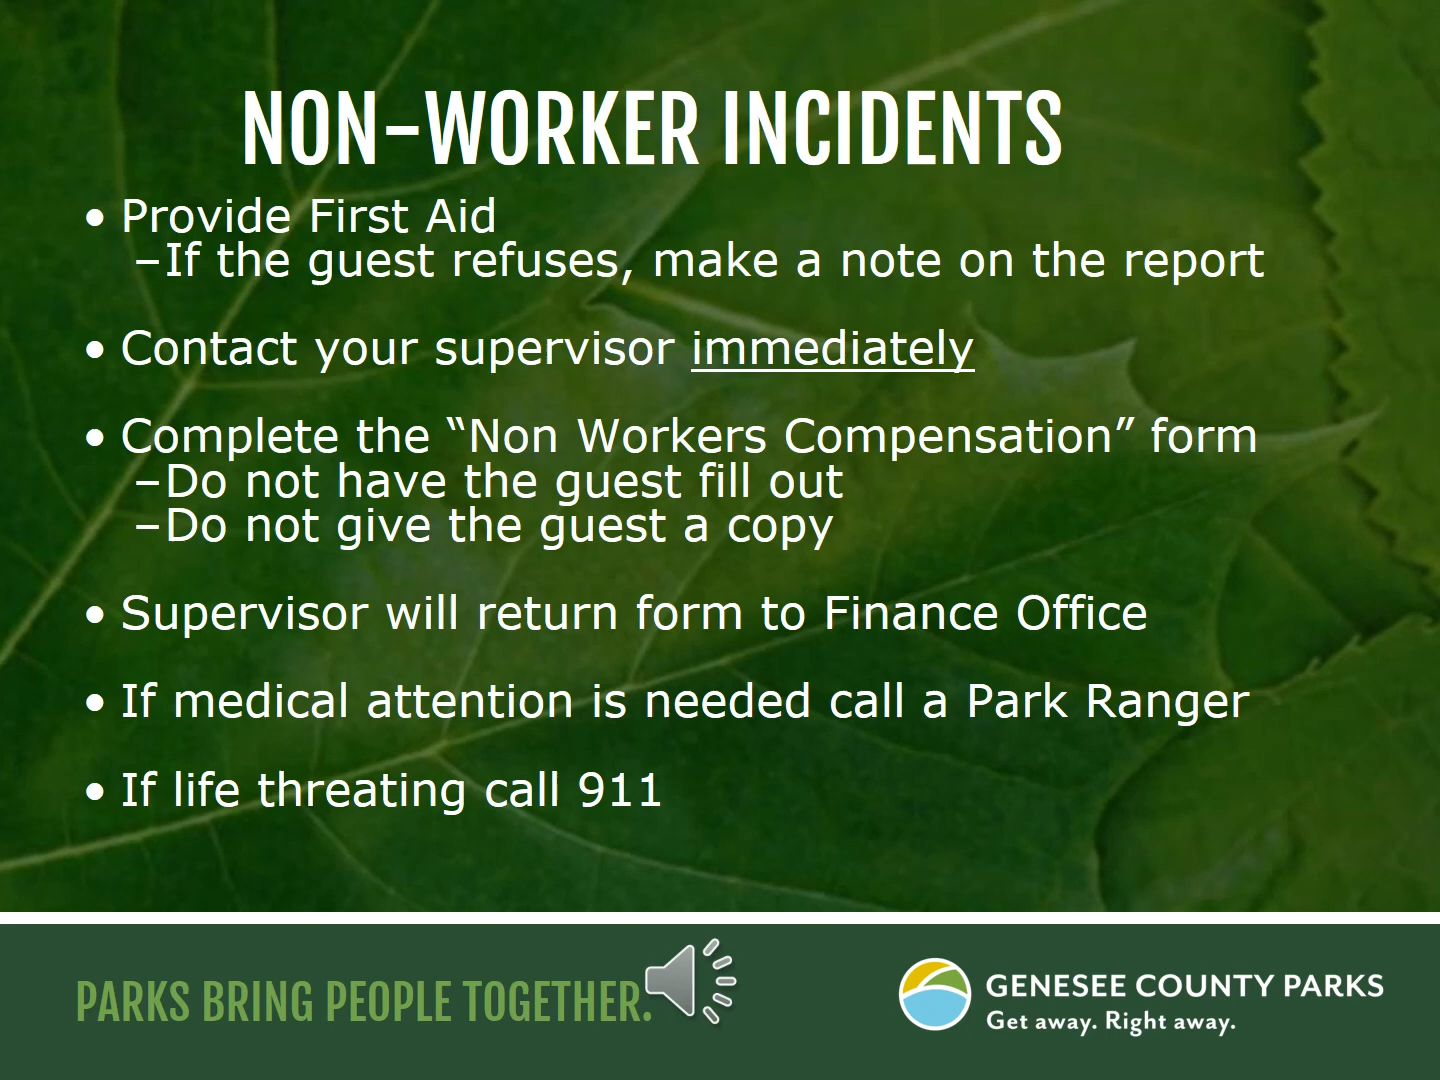 NON-WORKER INCIDENTS
• Provide First Aid
–If the guest refuses, make a note on the report
• Contact your supervisor immediately
• Complete the “Non Workers Compensation” form
–Do not have the guest fill out
–Do not give the guest a copy
• Supervisor will return form to Finance Office
• If medical attention is needed call a Park Ranger
• If life threating call 911
PARKS BRING PEOPLE TOGETHER.
GENESEE COUNTY PARKS
Get away. Right away.